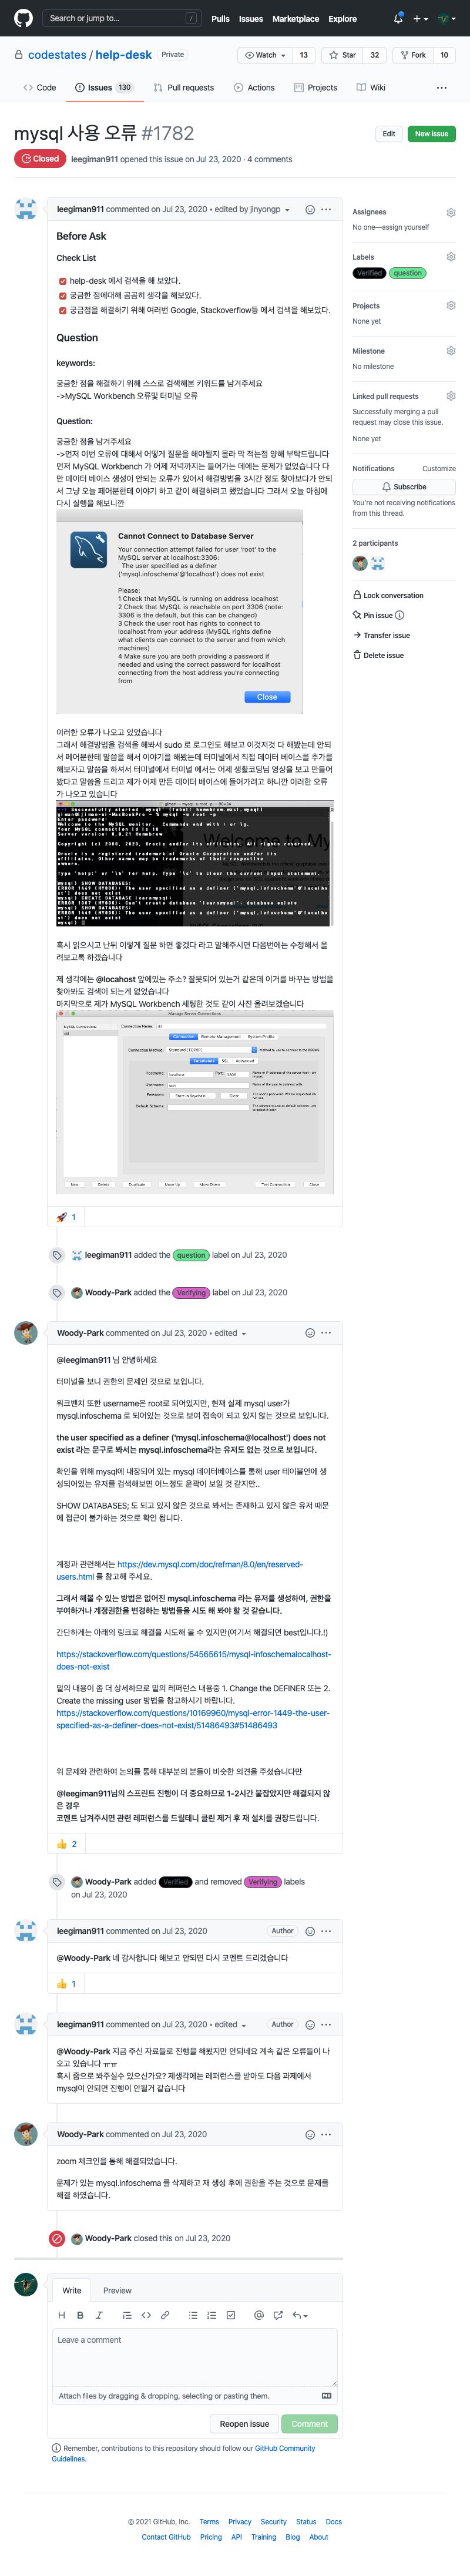 Search or jump to...
/
Pulls Issues Marketplace Explore
codestates / help-desk Private
Watch 13 Star 32 Fork 10
Code Issues 130 Pull requests Actions Projects Wiki
mysql 사용 오류 #1782
Edit New issue
Closed leegiman911 opened this issue on Jul 23, 2020 · 4 comments
leegiman911 commented on Jul 23, 2020 • edited by jinyongp
Before Ask
Check List
help-desk 에서 검색을 해 보았다.
궁금한 점에대해 곰곰히 생각을 해보았다.
궁금점을 해결하기 위해 여러번 Google, Stackoverflow등 에서 검색을 해보았다.
Question
keywords:
궁금한 점을 해결하기 위해 스스로 검색해본 키워드를 남겨주세요
->MySQL Workbench 오류및 터미널 오류
Question:
궁금한 점을 남겨주세요
->먼저 이번 오류에 대해서 어떻게 질문을 해야될지 몰라 막 적는점 양해 부탁드립니다
먼저 MySQL Workbench 가 어제 저녁까지는 들어가는 데에는 문제가 없었습니다 다
만 데이터 베이스 생성이 안되는 오류가 있어서 해결방법을 3시간 정도 찾아보다가 안되
서 그냥 오늘 페어분한테 이야기 하고 같이 해결하려고 했었습니다 그래서 오늘 아침에
다시 실행을 해보니깐
Cannot Connect to Database Server
Your connection attempt failed for user 'root' to the
MySQL server at localhost:3306:
The user specified as a definer
('mysql.infoschema'@'localhost') does not exist
Please:
1 Check that MySQL is running on address localhost
2 Check that MySQL is reachable on port 3306 (note:
3306 is the default, but this can be changed)
3 Check the user root has rights to connect to
localhost from your address (MySQL rights define
what clients can connect to the server and from which
machines)
4 Make sure you are both providing a password if
needed and using the correct password for localhost
connecting from the host address you're connecting
from
Close
이러한 오류가 나오고 있었습니다
그래서 해결방법을 검색을 해봐서 sudo 로 로그인도 해보고 이것저것 다 해봤는데 안되
서 페어분한테 말씀을 해서 이야기를 해봤는데 터미널에서 직접 데이터 베이스를 추가를
해보자고 말씀을 하셔서 터미널에서 터미널 에서는 어제 생활코딩님 영상을 보고 만들어
봤다고 말씀을 드리고 제가 어제 만든 데이터 베이스에 들어가려고 하니깐 이러한 오류
가 나오고 있습니다
Enter password:
혹시 읽으시고 난뒤 이렇게 질문 하면 좋겠다 라고 말해주시면 다음번에는 수정해서 올
려보고록 하겠습니다
제 생각에는 @locahost 앞에있는 주소? 잘못되어 있는거 같은데 이거를 바꾸는 방법을
찾아봐도 검색이 되는게 없었습니다
마지막으로 제가 MySQL Workbench 세팅한 것도 같이 사진 올려보겠습니다
Manage Server Connections
MySQL Connections
Connection Name:
Connection Remote Management System Profile
Connection Method: Standard (TCP/IP)
Parameters SSL Advanced
Hostname: localhost Port: 3306
Username: root
Password: Store in Keychain ... Clear
Default Schema:
New Delete Duplicate Move Up Move Down Test Connection Close
1
leegiman911 added the question label on Jul 23, 2020
Woody-Park added the Verifying label on Jul 23, 2020
Woody-Park commented on Jul 23, 2020 • edited
@leegiman911 님 안녕하세요
터미널을 보니 권한의 문제인 것으로 보입니다.
워크벤치 또한 username은 root로 되어있지만, 현재 실제 mysql user가
mysql.infoschema 로 되어있는 것으로 보여 접속이 되고 있지 않는 것으로 보입니다.
the user specified as a definer ('mysql.infoschema@localhost') does not
exist 라는 문구로 봐서는 mysql.infoschema라는 유저도 없는 것으로 보입니다.
확인을 위해 mysql에 내장되어 있는 mysql 데이터베이스를 통해 user 테이블안에 생
성되어있는 유저를 검색해보면 어느정도 윤곽이 보일 것 같지만..
SHOW DATABASES; 도 되고 있지 않은 것으로 봐서는 존재하고 있지 않은 유저 때문
에 접근이 불가하는 것으로 확인 됩니다.
계정과 관련해서는 https://dev.mysql.com/doc/refman/8.0/en/reserved-
users.html 를 참고해 주세요.
그래서 해볼 수 있는 방법은 없어진 mysql.infoschema 라는 유저를 생성하여, 권한을
부여하거나 계정권한을 변경하는 방법들을 시도 해 봐야 할 것 같습니다.
간단하게는 아래의 링크로 해결을 시도해 볼 수 있지만(여기서 해결되면 best입니다.!)
https://stackoverflow.com/questions/54565615/mysql-infoschemalocalhost-
does-not-exist
밑의 내용이 좀 더 상세하므로 밑의 레퍼런스 내용중 1. Change the DEFINER 또는 2.
Create the missing user 방법을 참고하시기 바랍니다.
https://stackoverflow.com/questions/10169960/mysql-error-1449-the-user-
specified-as-a-definer-does-not-exist/51486493#51486493
위 문제와 관련하여 논의를 통해 대부분의 분들이 비슷한 의견을 주셨습니다만
@leegiman911님의 스프린트 진행이 더 중요하므로 1-2시간 붙잡았지만 해결되지 않
은 경우
코멘트 남겨주시면 관련 레퍼런스를 드릴테니 클린 제거 후 재 설치를 권장드립니다.
2
Woody-Park added Verified and removed Verifying labels
on Jul 23, 2020
leegiman911 commented on Jul 23, 2020 Author
@Woody-Park 네 감사합니다 해보고 안되면 다시 코멘트 드리겠습니다
1
leegiman911 commented on Jul 23, 2020 • edited Author
@Woody-Park 지금 주신 자료들로 진행을 해봤지만 안되네요 계속 같은 오류들이 나
오고 있습니다 ㅠㅠ
혹시 줌으로 봐주실수 있으신가요? 제생각에는 레퍼런스를 받아도 다음 과제에서
mysql이 안되면 진행이 안될거 같습니다
Woody-Park commented on Jul 23, 2020
zoom 체크인을 통해 해결되었습니다.
문제가 있는 mysql.infoschema 를 삭제하고 재 생성 후에 권한을 주는 것으로 문제를
해결 하였습니다.
Woody-Park closed this on Jul 23, 2020
Write Preview
Leave a comment
Attach files by dragging & dropping, selecting or pasting them.
Reopen issue Comment
Remember, contributions to this repository should follow our GitHub Community
Guidelines.
Assignees
No one—assign yourself
Labels
Verified question
Projects
None yet
Milestone
No milestone
Linked pull requests
Successfully merging a pull
request may close this issue.
None yet
Notifications Customize
Subscribe
You're not receiving notifications
from this thread.
2 participants
Lock conversation
Pin issue
Transfer issue
Delete issue
© 2021 GitHub, Inc. Terms Privacy Security Status Docs
Contact GitHub Pricing API Training Blog About